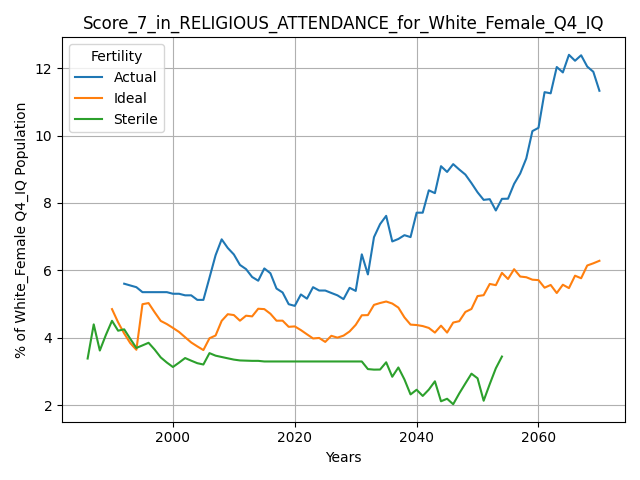 Score_7_in_RELIGIOUS_ATTENDANCE_for_White_Female_Q4_IQ
Fertility
Actual
Ideal
Sterile
% of White_Female Q4_IQ Population
12
10
8
6
4
2
2000
2020
2040
2060
Years